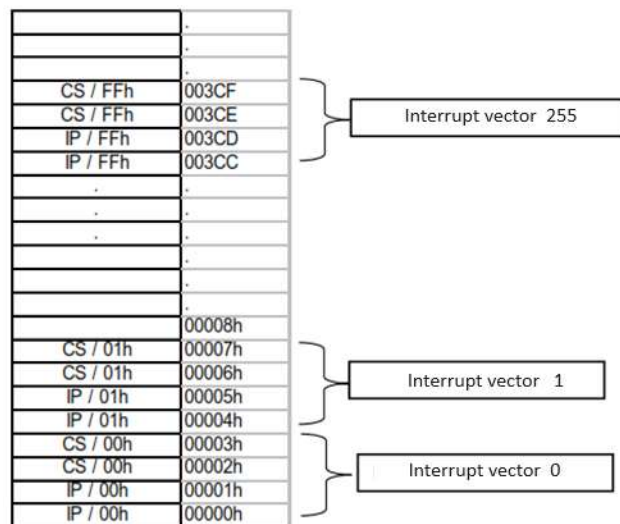 .
.
.
CS / FFh 003CF
CS / FFh 003CE
IP / FFh 003CD
IP / FFh 003CC
Interrupt vector 255
. .
. .
. .
.
.
.
00008h
CS / 01h 00007h
CS / 01h 00006h
IP / 01h 00005h
IP / 01h 00004h
Interrupt vector 1
CS / 00h 00003h
CS / 00h 00002h
IP / 00h 00001h
IP / 00h 00000h
Interrupt vector 0